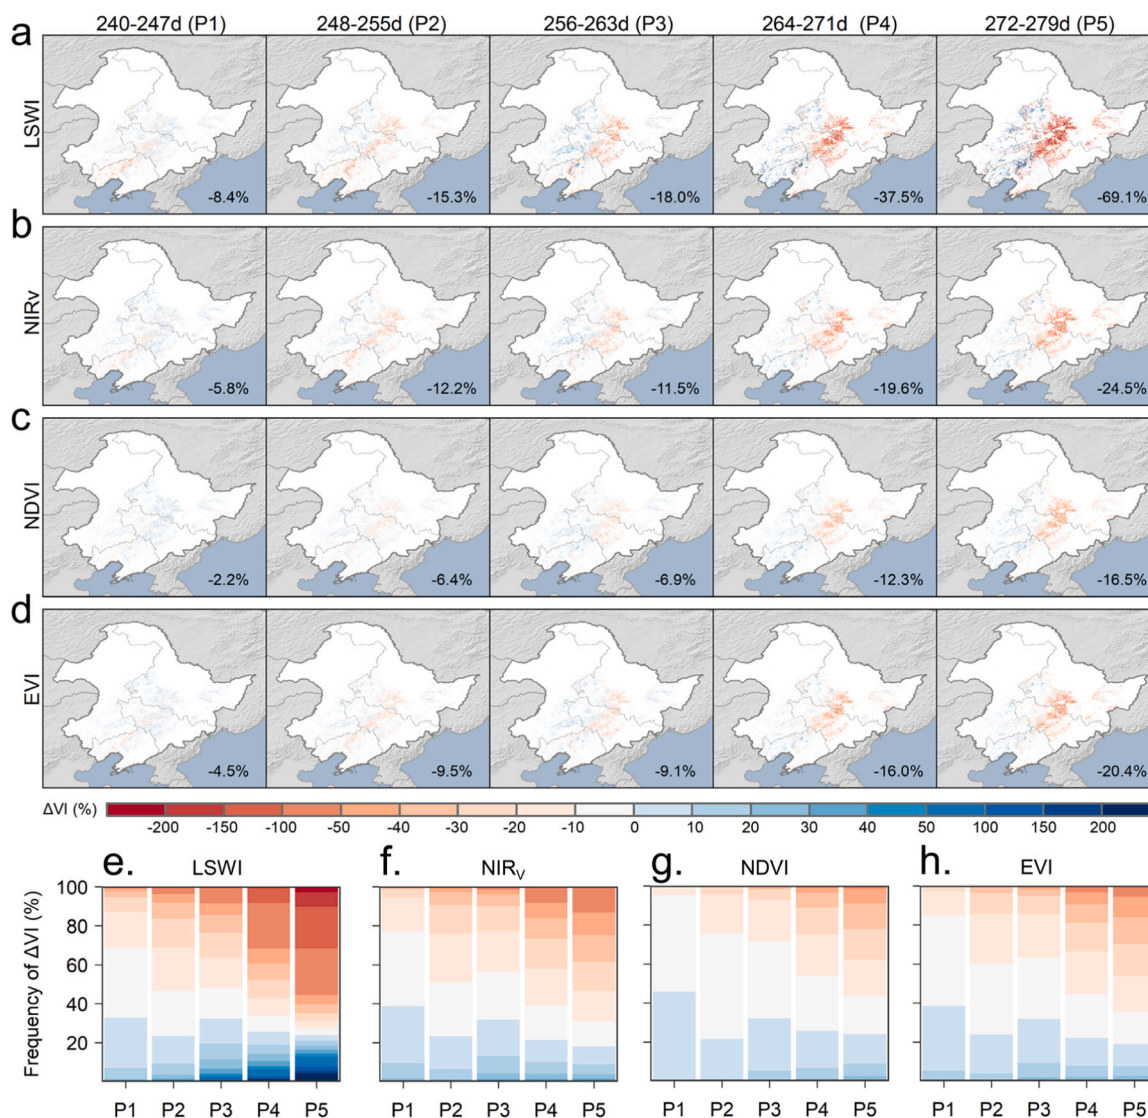 a
240-247d (P1) 248-255d (P2) 256-263d (P3) 264-271d (P4) 272-279d (P5)
LSWI
-8.4% -15.3% -18.0% -37.5% -69.1%
b
NIRv
-5.8% -12.2% -11.5% -19.6% -24.5%
c
NDVI
-2.2% -6.4% -6.9% -12.3% -16.5%
d
EVI
-4.5% -9.5% -9.1% -16.0% -20.4%
ΔVI (%)
-200 -150 -100 -50 -40 -30 -20 -10 0 10 20 30 40 50 100 150 200
e. LSWI f. NIRV g. NDVI h. EVI
Frequency of ΔVI (%)
100
80
60
40
20
P1 P2 P3 P4 P5 P1 P2 P3 P4 P5 P1 P2 P3 P4 P5 P1 P2 P3 P4 P5